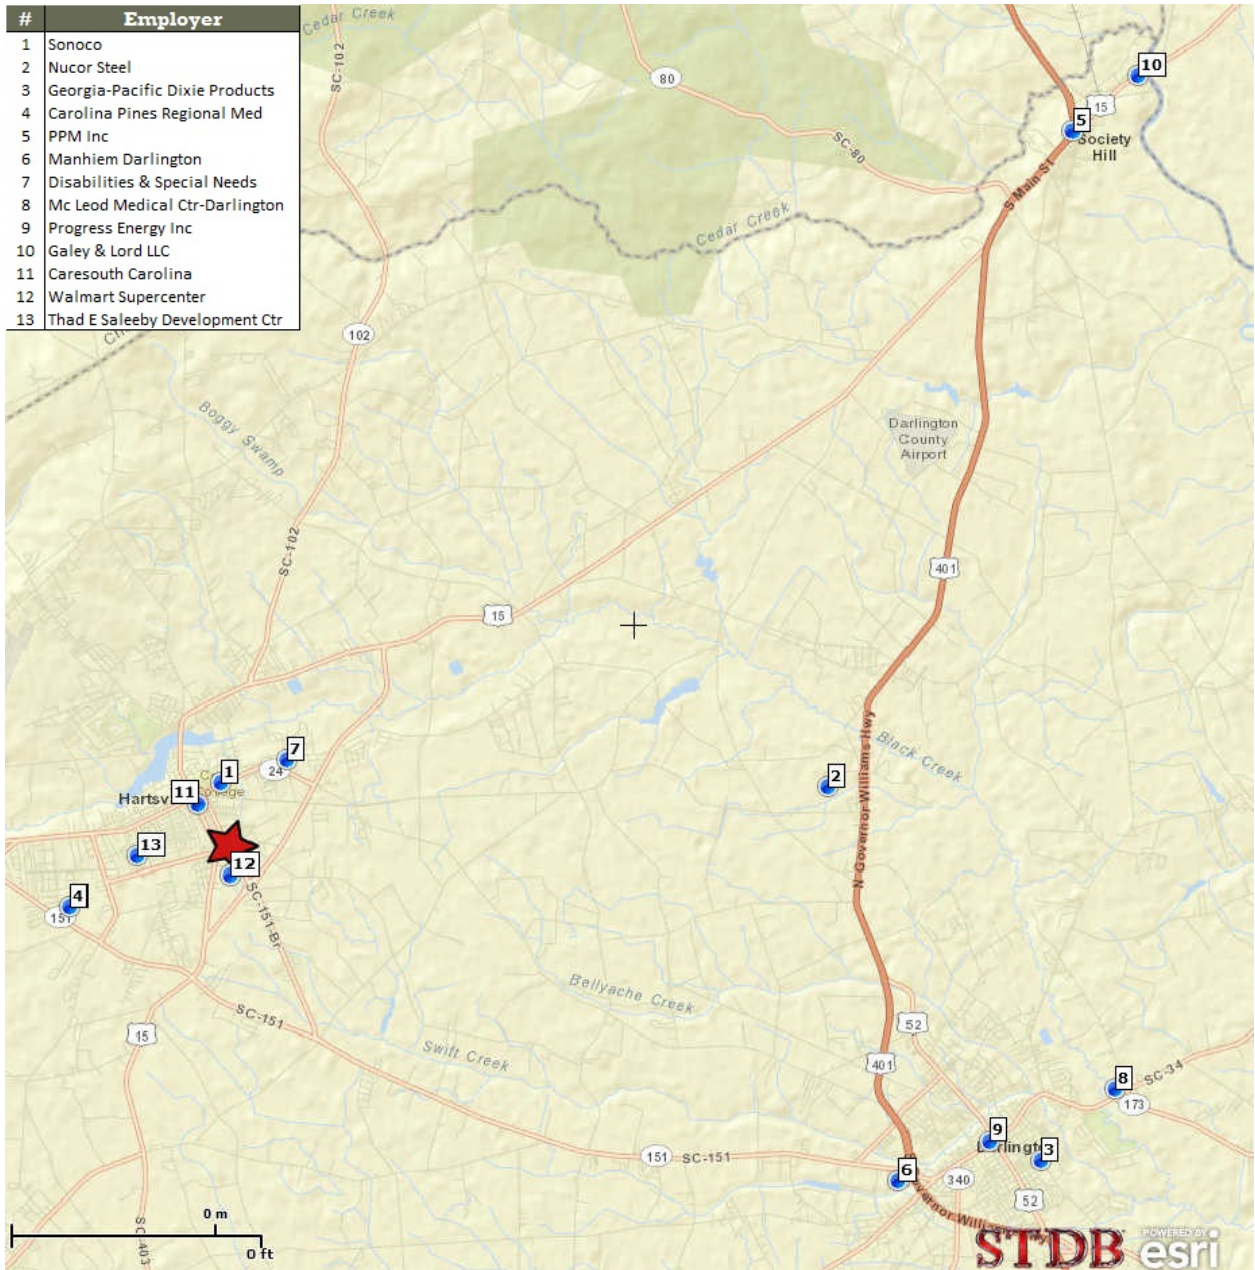 # Employer
1 Sonoco
2 Nucor Steel
3 Georgia-Pacific Dixie Products
4 Carolina Pines Regional Med
5 PPM Inc
6 Manhiem Darlington
7 Disabilities & Special Needs
8 Mc Leod Medical Ctr-Darlington
9 Progress Energy Inc
10 Galey & Lord LLC
11 Caresouth Carolina
12 Walmart Supercenter
13 Thad E Saleeby Development Ctr
Cedar Creek
SC-102
80
10
15
5
Society
Hill
SC-80
S Main St
Cedar Creek
102
Boggy Swamp
Darlington
County
Airport
SC-102
401
15
N Governor Williams Hwy
Black Creek
7
24
1
2
11
Hartsv
13
12
4
151
SC-151-Br
Bellyache Creek
SC-151
52
15
Swift Creek
401
8
SC-34
173
9
3
151
SC-151
6
340
52
SC-403
0 m
0 ft
STDB
POWERED BY
esri